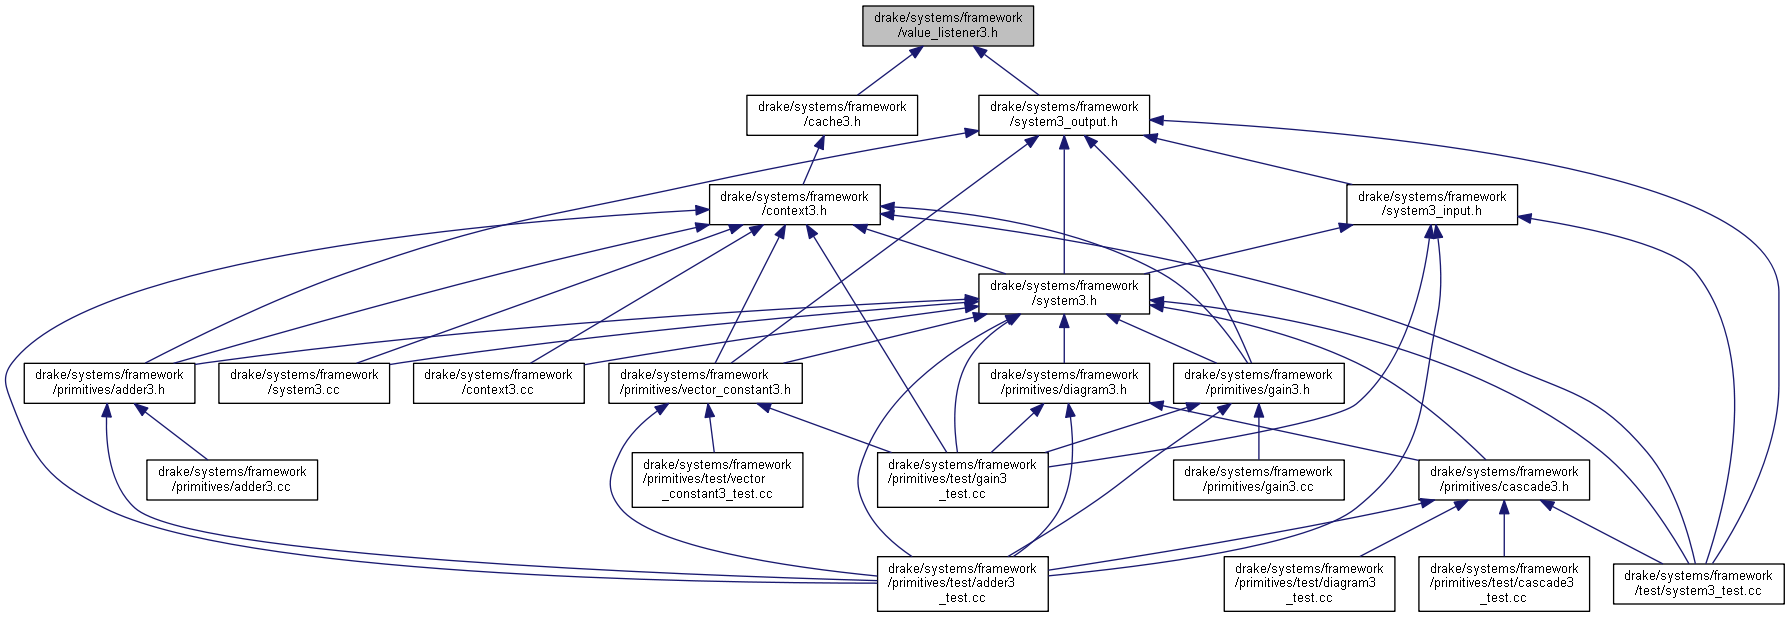 drake/systems/framework
/value_listener3.h
drake/systems/framework
/cache3.h
drake/systems/framework
/system3_output.h
drake/systems/framework
/context3.h
drake/systems/framework
/system3_input.h
drake/systems/framework
/system3.h
drake/systems/framework
/primitives/adder3.h
drake/systems/framework
/system3.cc
drake/systems/framework
/context3.cc
drake/systems/framework
/primitives/vector_constant3.h
drake/systems/framework
/primitives/diagram3.h
drake/systems/framework
/primitives/gain3.h
drake/systems/framework
/primitives/adder3.cc
drake/systems/framework
/primitives/test/vector
_constant3_test.cc
drake/systems/framework
/primitives/test/gain3
_test.cc
drake/systems/framework
/primitives/gain3.cc
drake/systems/framework
/primitives/cascade3.h
drake/systems/framework
/primitives/test/adder3
_test.cc
drake/systems/framework
/primitives/test/diagram3
_test.cc
drake/systems/framework
/primitives/test/cascade3
_test.cc
drake/systems/framework
/test/system3_test.cc